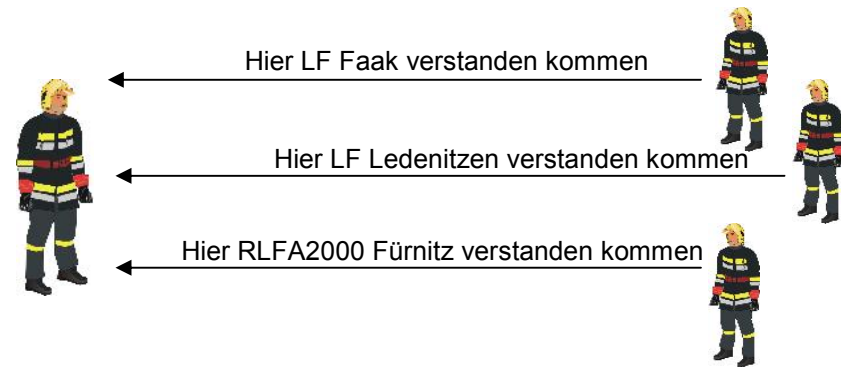 Hier LF Faak verstanden kommen
Hier LF Ledenitzen verstanden kommen
Hier RLFA2000 Fürnitz verstanden kommen